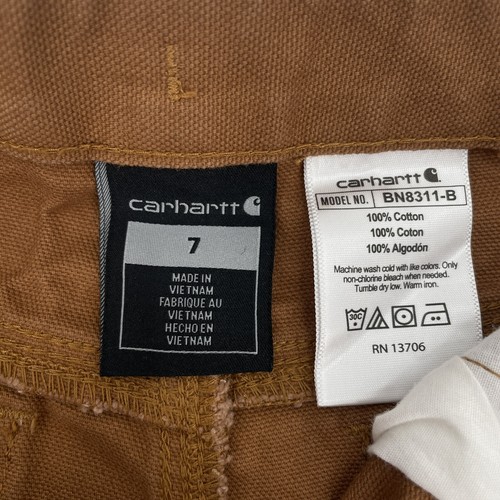 carhartt
7
MADE IN
VIETNAM
FABRIQUE AU
VIETNAM
HECHO EN
VIETNAM
carhartt
MODEL NO. BN8311-B
100% Cotton
100% Coton
100% Algodón
Machine wash cold with like colors. Only
non-chlorine bleach when needed.
Tumble dry low. Warm iron.
30C
RN 13706